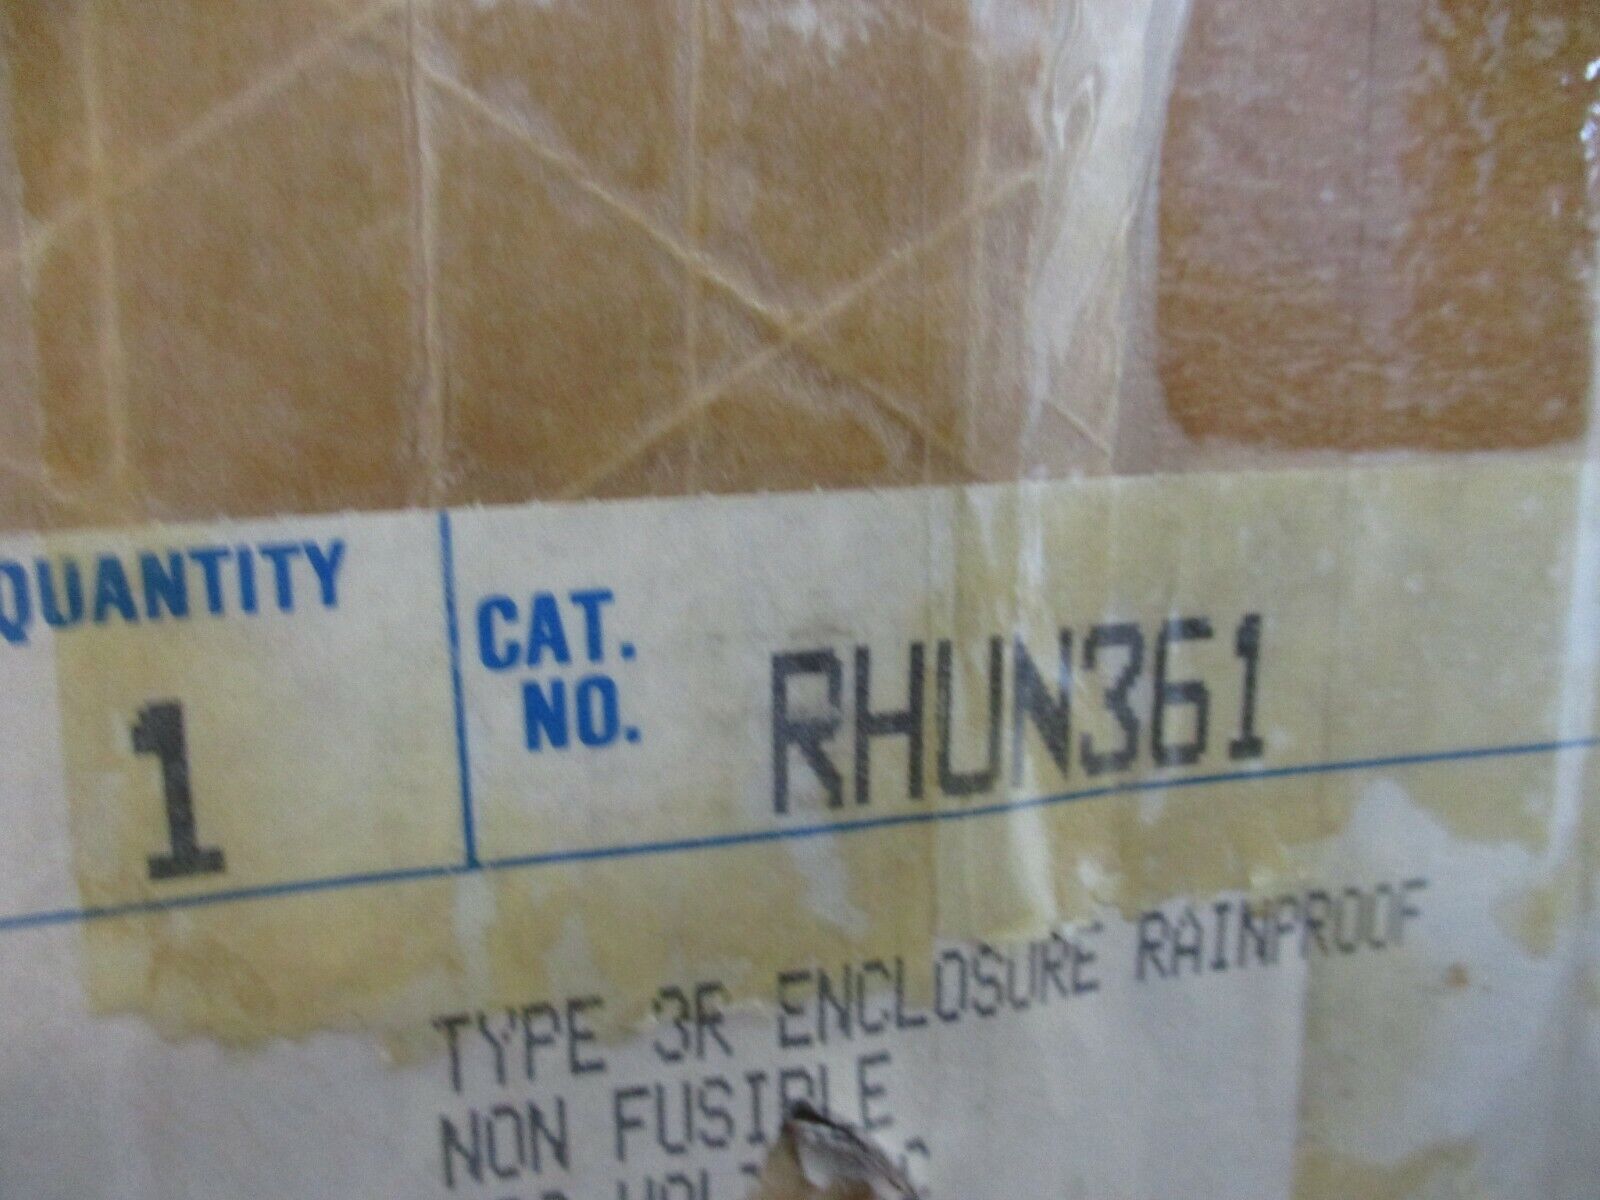 QUANTITY
1
CAT.
NO.
RHUN361
TYPE 3R ENCLOSURE RAINPROOF
NON FUSIBLE